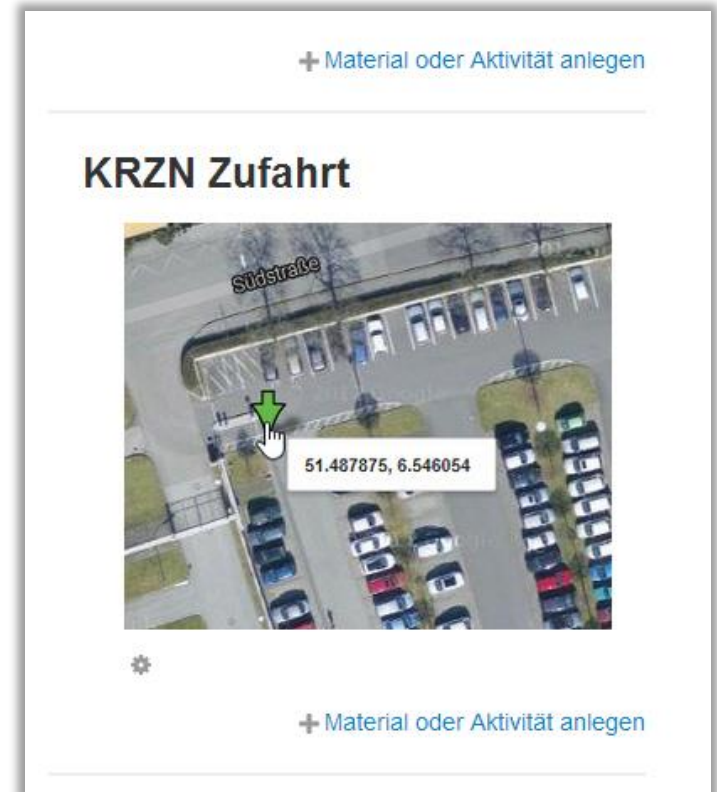 Material oder Aktivität anlegen
KRZN Zufahrt
Südstraße
51.487875, 6.546054
Material oder Aktivität anlegen